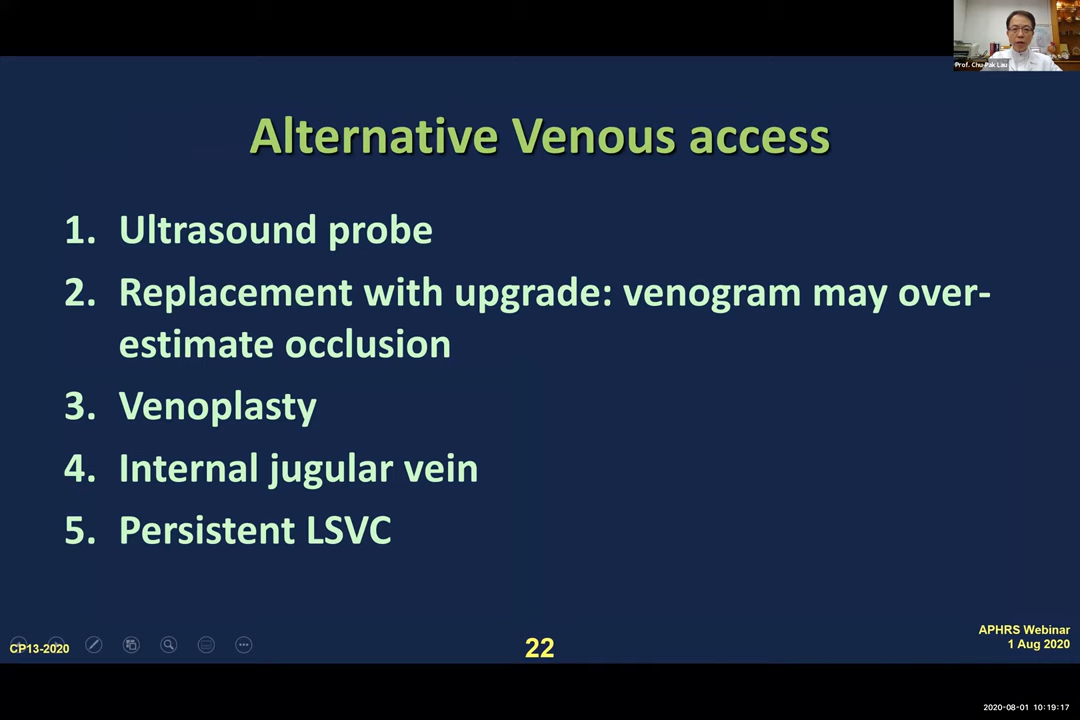 Prof. Chu-Pak Lau
Alternative Venous access
1. Ultrasound probe
2. Replacement with upgrade: venogram may over-
estimate occlusion
3. Venoplasty
4. Internal jugular vein
5. Persistent LSVC
CP13-2020
22
APHRS Webinar
1 Aug 2020
2020-08-01 10:19:17